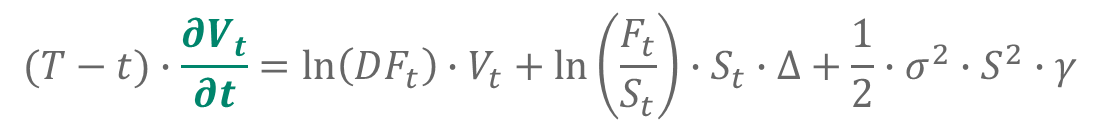 (T − t) · ∂V_t/∂t = ln(DF_t) · V_t + ln(F_t/S_t) · S_t · Δ + 1/2 · σ² · S² · γ